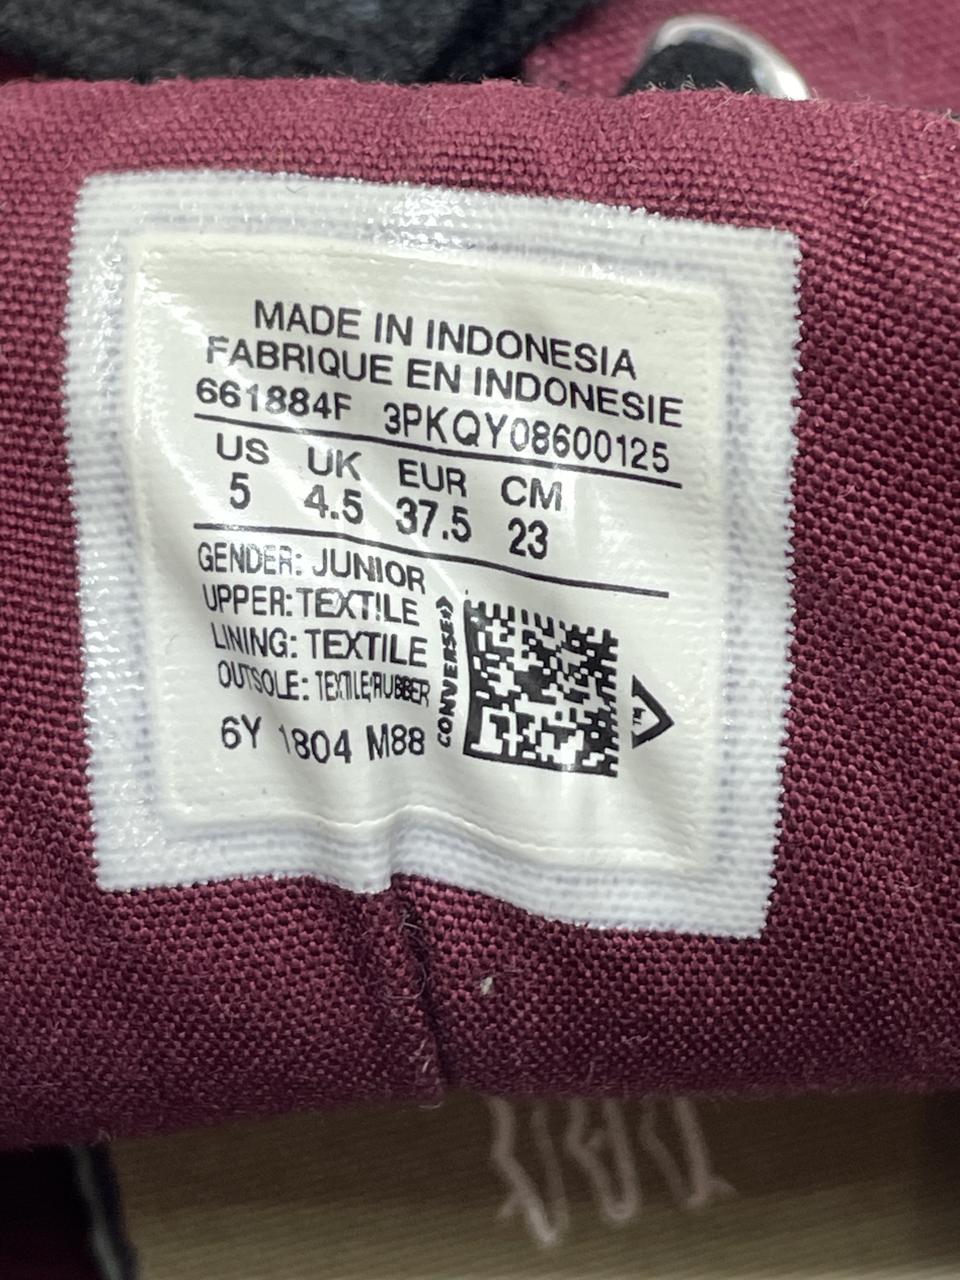 MADE IN INDONESIA
FABRIQUE EN INDONESIE
661884F 3PKQY08600125
US UK EUR CM
5 4.5 37.5 23
GENDER: JUNIOR
UPPER: TEXTILE
LINING: TEXTILE
OUTSOLE: TEXTILE/RUBBER
6Y 1804 M88
CONVERSE
TM